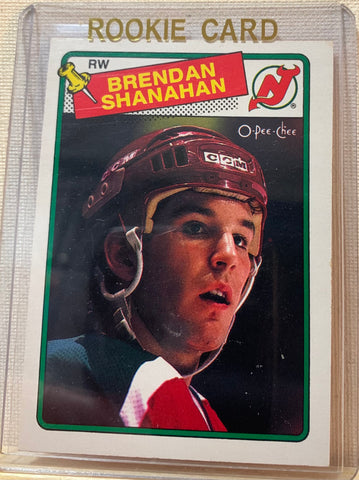 ROOKIE CARD
RW
BRENDAN
SHANAHAN
O-Pee-Chee
CCM